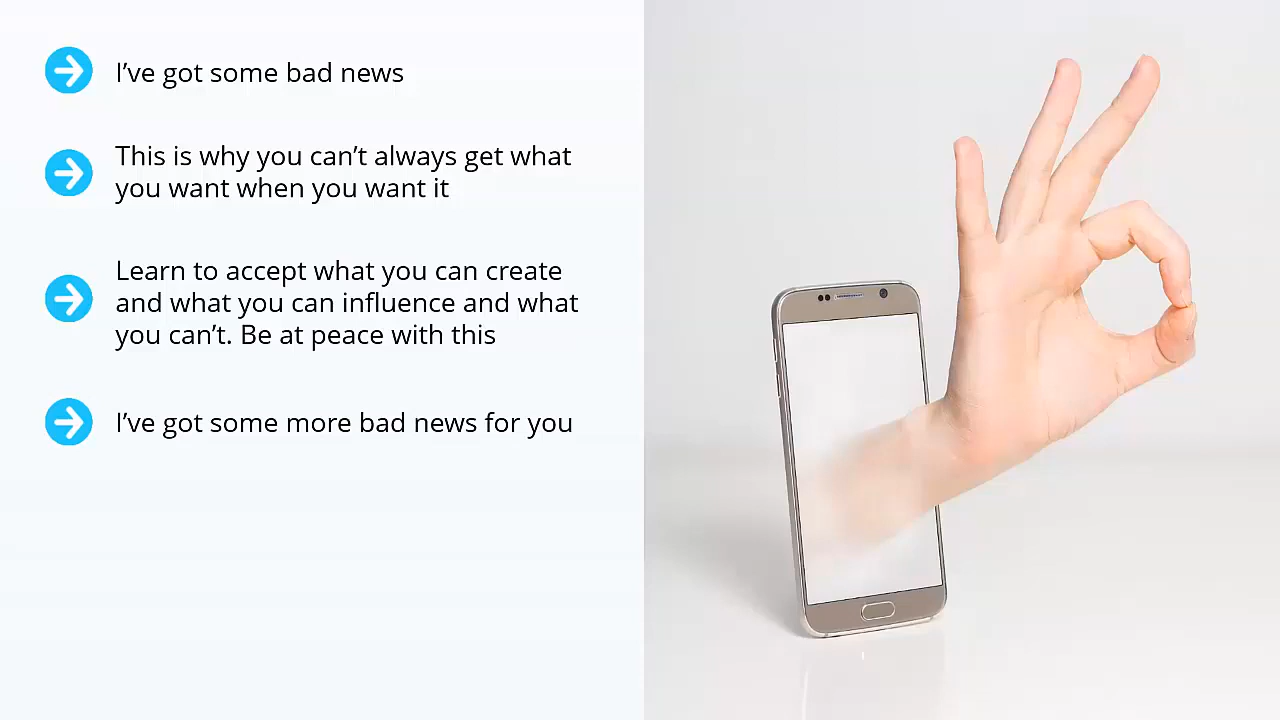 I’ve got some bad news
This is why you can’t always get what
you want when you want it
Learn to accept what you can create
and what you can influence and what
you can’t. Be at peace with this
I’ve got some more bad news for you